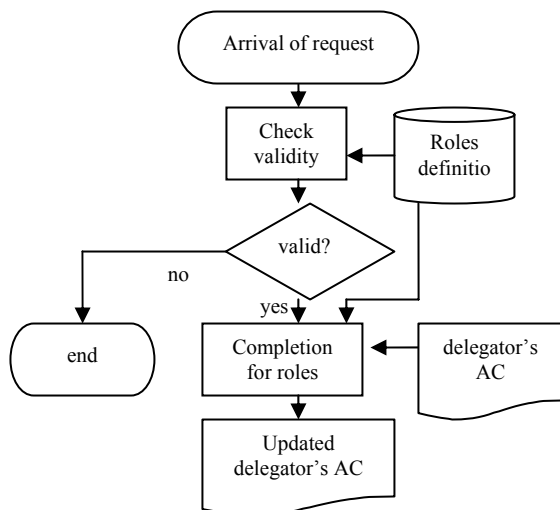 Arrival of request
Check
validity
Roles
definitio
valid?
no
yes
end
Completion
for roles
delegator's
AC
Updated
delegator's AC